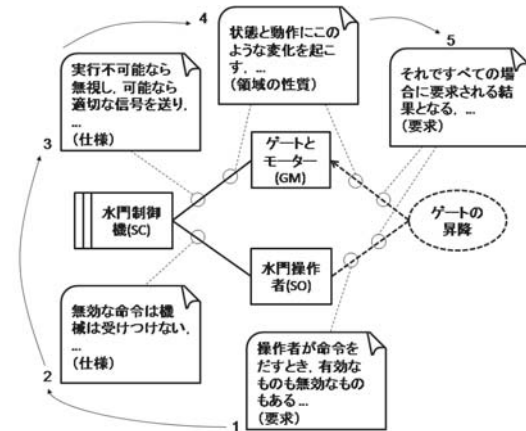 4
状態と動作にこの
ような変化を起こ
す，...
（領域の性質）
5
それですべての場
合に要求される結
果となる，...
（要求）
実行不可能なら
無視し，可能なら
適切な信号を送り，
...
（仕様）
3
ゲートと
モーター
(GM)
水門制御
機(SC)
ゲートの
昇降
水門操作
者(SO)
無効な命令は機
械は受けつけない，
...
（仕様）
2
操作者が命令を
だすとき，有効な
ものも無効なもの
もある...
（要求）
1